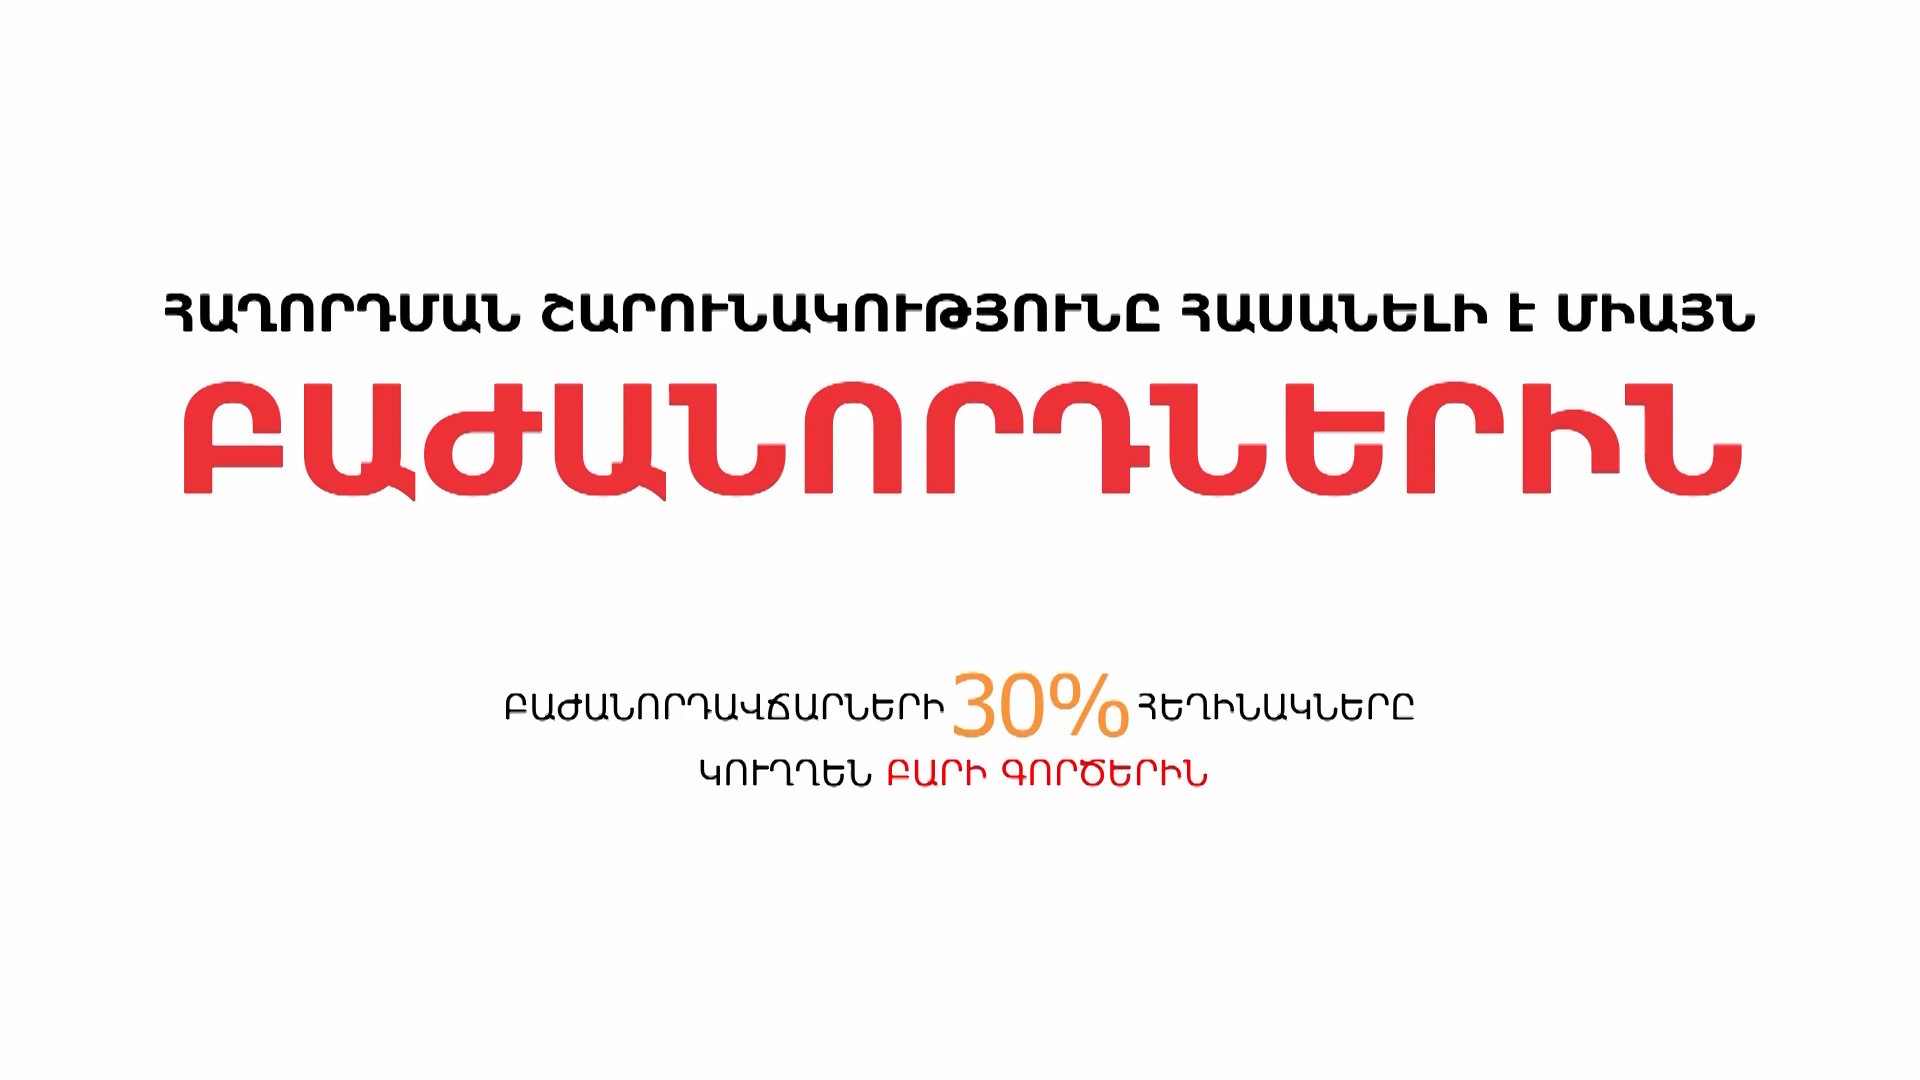 ՀԱՂՈՐԴՄԱՆ ՇԱՐՈՒՆԱԿՈՒԹՅՈՒՆԸ ՀԱՍԱՆԵԼԻ Է ՄԻԱՅՆ
ԲԱԺԱՆՈՐԴՆԵՐԻՆ
ԲԱԺԱՆՈՐԴԱՎՃԱՐՆԵՐԻ 30% ՀԵՂԻՆԱԿՆԵՐԸ
ԿՈՒՂՂԵՆ ԲԱՐԻ ԳՈՐԾԵՐԻՆ